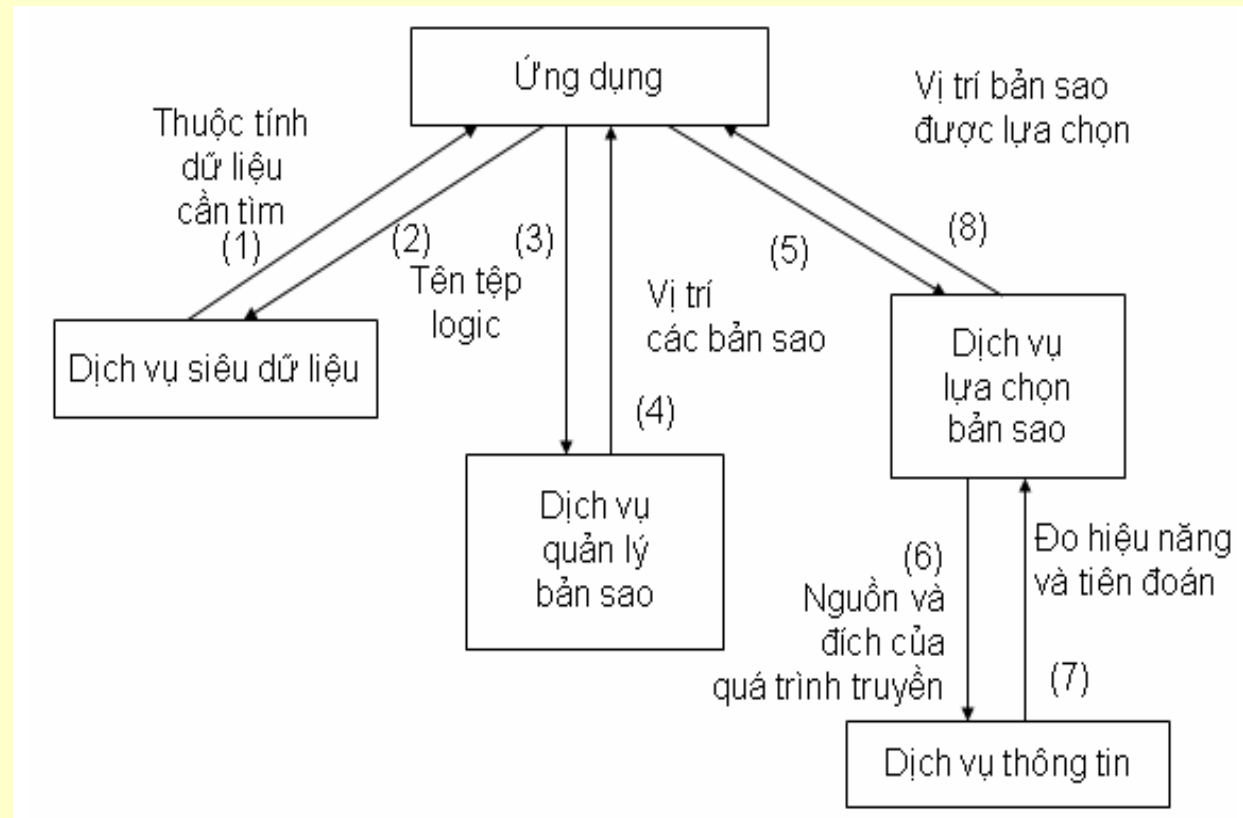 Ứng dụng
Thuộc tính
dữ liệu
cần tìm
(1)
(2)
Tên tệp
logic
(3)
Vị trí
các bản sao
(4)
(5)
Vị trí bản sao
được lựa chọn
(8)
Dịch vụ siêu dữ liệu
Dịch vụ
quản lý
bản sao
Dịch vụ
lựa chọn
bản sao
(6)
Nguồn và
đích của
quá trình truyền
Đo hiệu năng
và tiên đoán
(7)
Dịch vụ thông tin